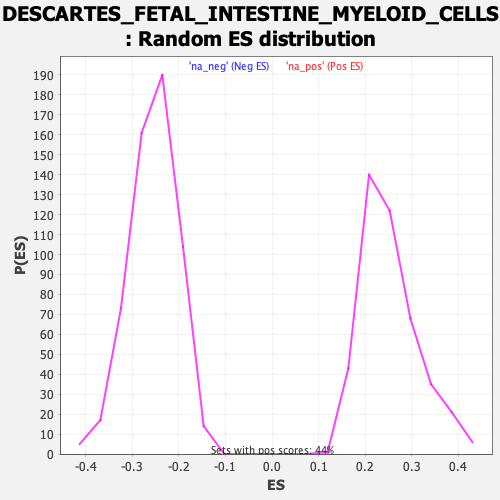 DESCARTES_FETAL_INTESTINE_MYELOID_CELLS
: Random ES distribution
'na_neg' (Neg ES) 'na_pos' (Pos ES)
190
180
170
160
150
140
130
120
110
100
90
80
70
60
50
40
30
20
10
0
P(ES)
Sets with pos scores: 44%
-0.4 -0.3 -0.2 -0.1 0.0 0.1 0.2 0.3 0.4
ES